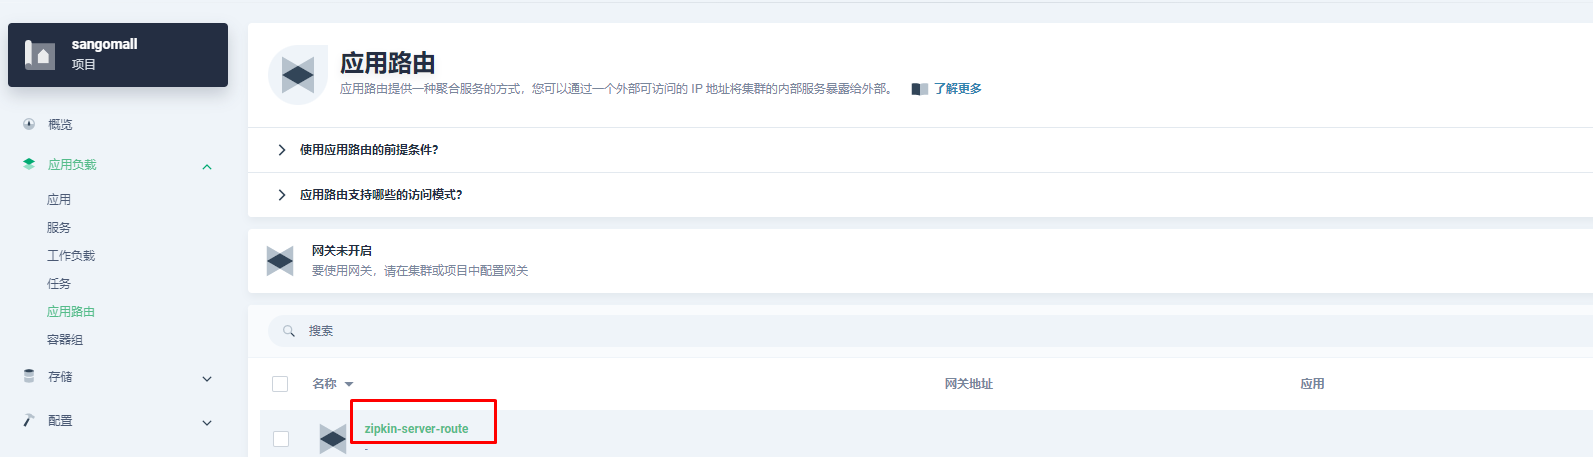 sangomall
项目
概览
应用负载
应用
服务
工作负载
任务
应用路由
容器组
存储
配置
应用路由
应用路由提供一种聚合服务的方式，您可以通过一个外部可访问的 IP 地址将集群的内部服务暴露给外部。 了解更多
使用应用路由的前提条件？
应用路由支持哪些的访问模式？
网关未开启
要使用网关，请在集群或项目中配置网关
搜索
名称 网关地址 应用
zipkin-server-route
-